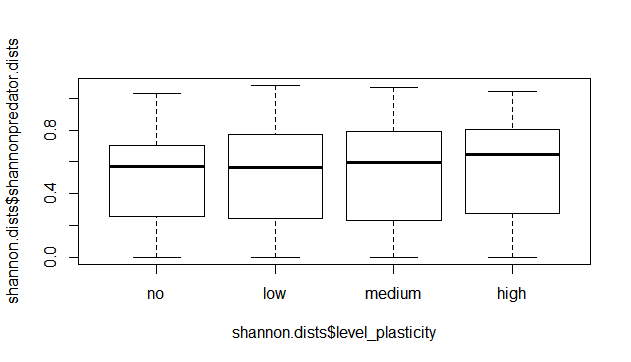 shannon.dists$shannonpredator.dists
0.8
0.4
0.0
no low medium high
shannon.dists$level_plasticity